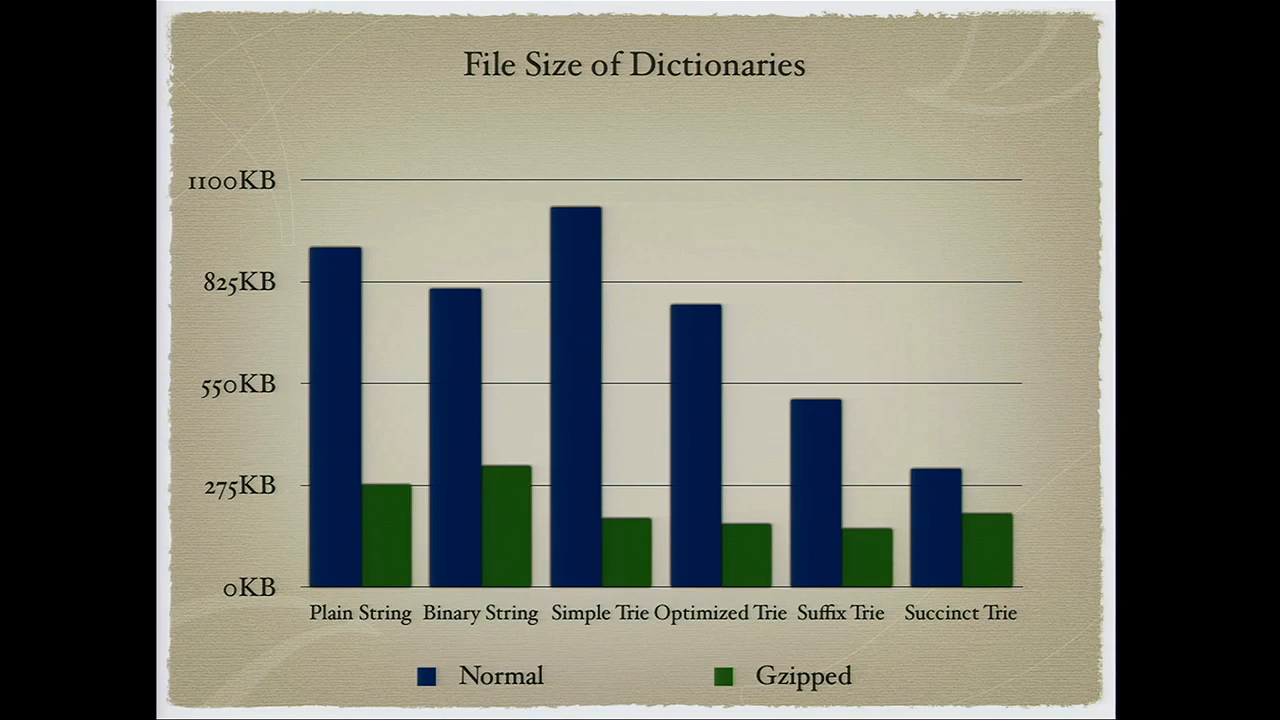 File Size of Dictionaries
1100KB
825KB
550KB
275KB
0KB
Plain String
Binary String
Simple Trie
Optimized Trie
Suffix Trie
Succinct Trie
Normal
Gzipped